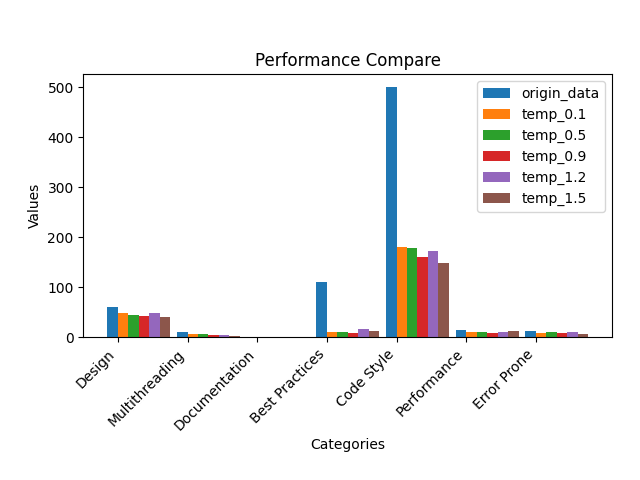 Performance Compare
500
400
300
200
100
0
Values
origin_data
temp_0.1
temp_0.5
temp_0.9
temp_1.2
temp_1.5
Design
Multithreading
Documentation
Best Practices
Code Style
Performance
Error Prone
Categories